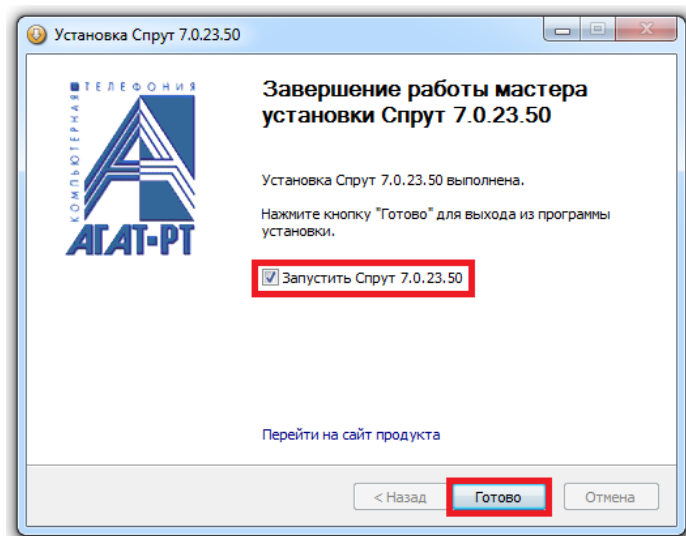 Установка Спрут 7.0.23.50
КОМПЬЮТЕРНАЯ ТЕЛЕФОНИЯ
АГАТ-РТ
Завершение работы мастера
установки Спрут 7.0.23.50
Установка Спрут 7.0.23.50 выполнена.
Нажмите кнопку "Готово" для выхода из программы
установки.
Запустить Спрут 7.0.23.50
Перейти на сайт продукта
< Назад
Готово
Отмена